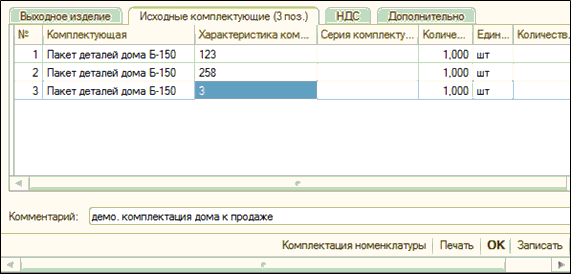 Выходное изделие Исходные комплектующие (3 поз.) НДС Дополнительно
№ Комплектующая Характеристика ком... Серия комплекту... Количе... Един... Количеств.
1 Пакет деталей дома Б-150 123 1,000 шт
2 Пакет деталей дома Б-150 258 1,000 шт
3 Пакет деталей дома Б-150 3 1,000 шт
Комментарий: демо. комплектация дома к продаже
Комплектация номенклатуры Печать OK Записать